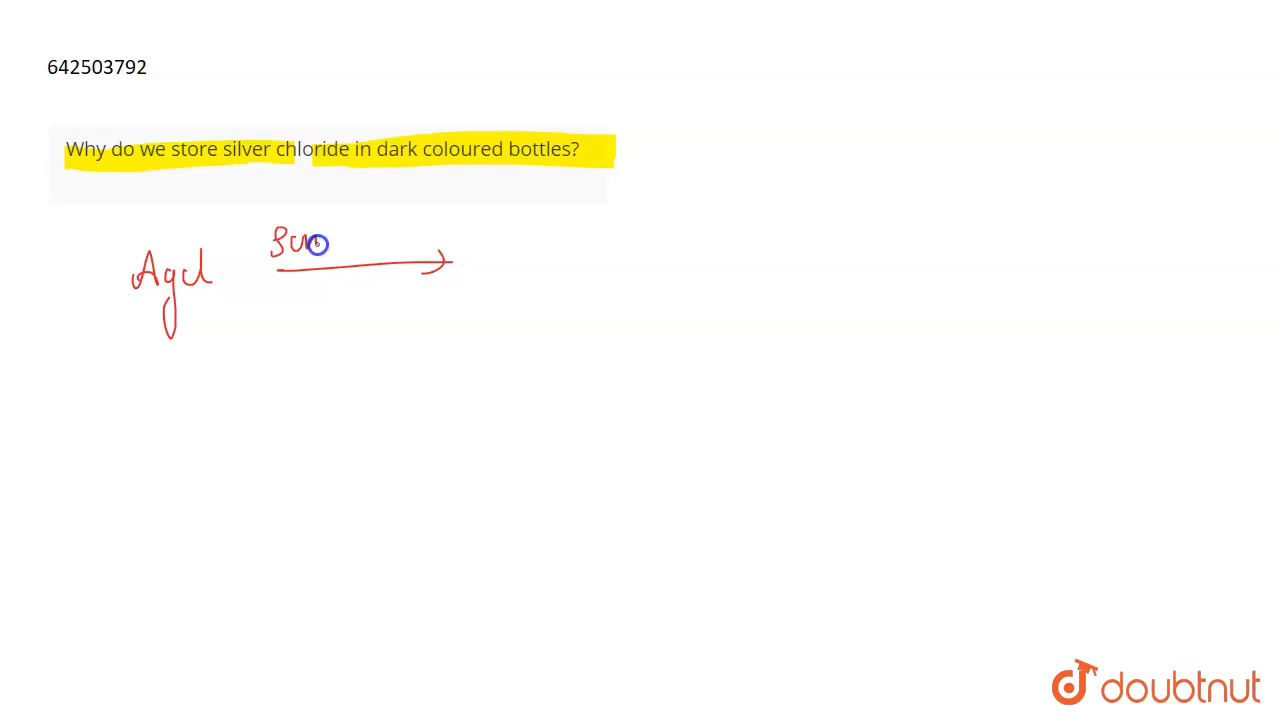 642503792
Why do we store silver chloride in dark coloured bottles?
Sun
AgCl
doubtnut